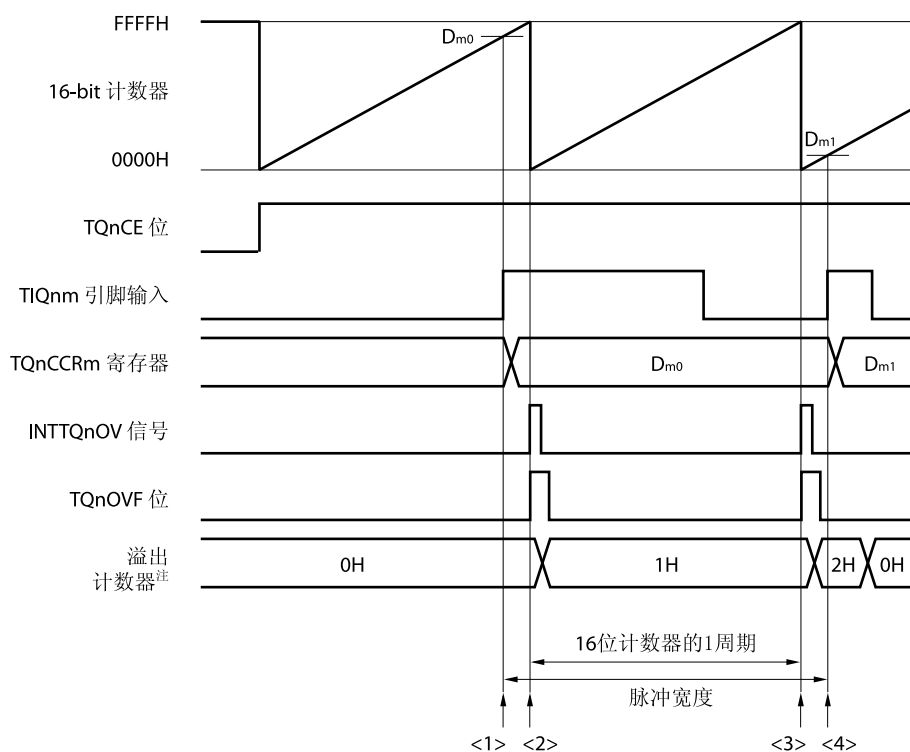 FFFFH
Dm0
16-bit 计数器
0000H
Dm1
TQnCE 位
TIQnm 引脚输入
TQnCCRm 寄存器
Dm0
Dm1
INTTQnOV 信号
TQnOVF 位
溢出
计数器注
0H
1H
2H
0H
16位计数器的1周期
脉冲宽度
<1>
<2>
<3>
<4>